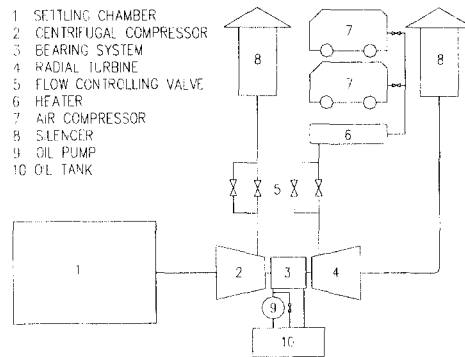 1 SETTLING CHAMBER
2 CENTRIFUGAL COMPRESSOR
3 BEARING SYSTEM
4 RADIAL TURBINE
5 FLOW CONTROLLING VALVE
6 HEATER
7 AIR COMPRESSOR
8 SILENCER
9 OIL PUMP
10 OIL TANK
8
7
8
7
6
5
1
2
3
4
9
10